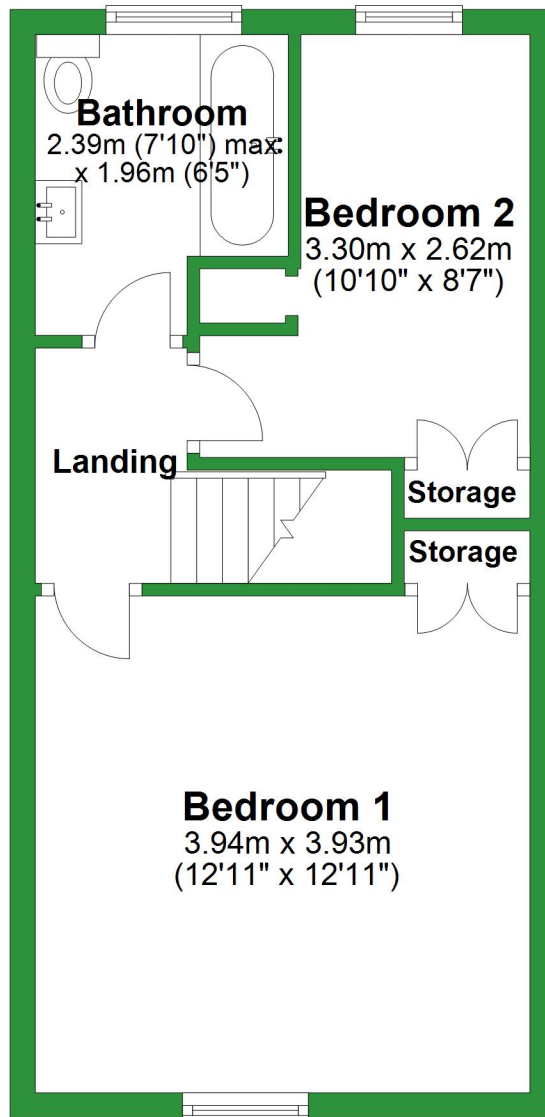 Bathroom
2.39m (7'10") max
x 1.96m (6'5")
Bedroom 2
3.30m x 2.62m
(10'10" x 8'7")
Landing
Storage
Storage
Bedroom 1
3.94m x 3.93m
(12'11" x 12'11")